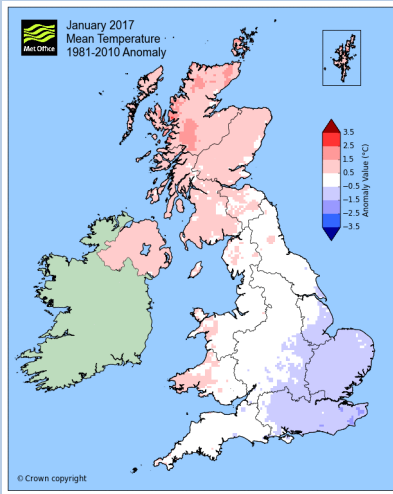 Met Office
January 2017
Mean Temperature
1981-2010 Anomaly
3.5
2.5
1.5
0.5
−0.5
−1.5
−2.5
−3.5
Anomaly Value (°C)
© Crown copyright